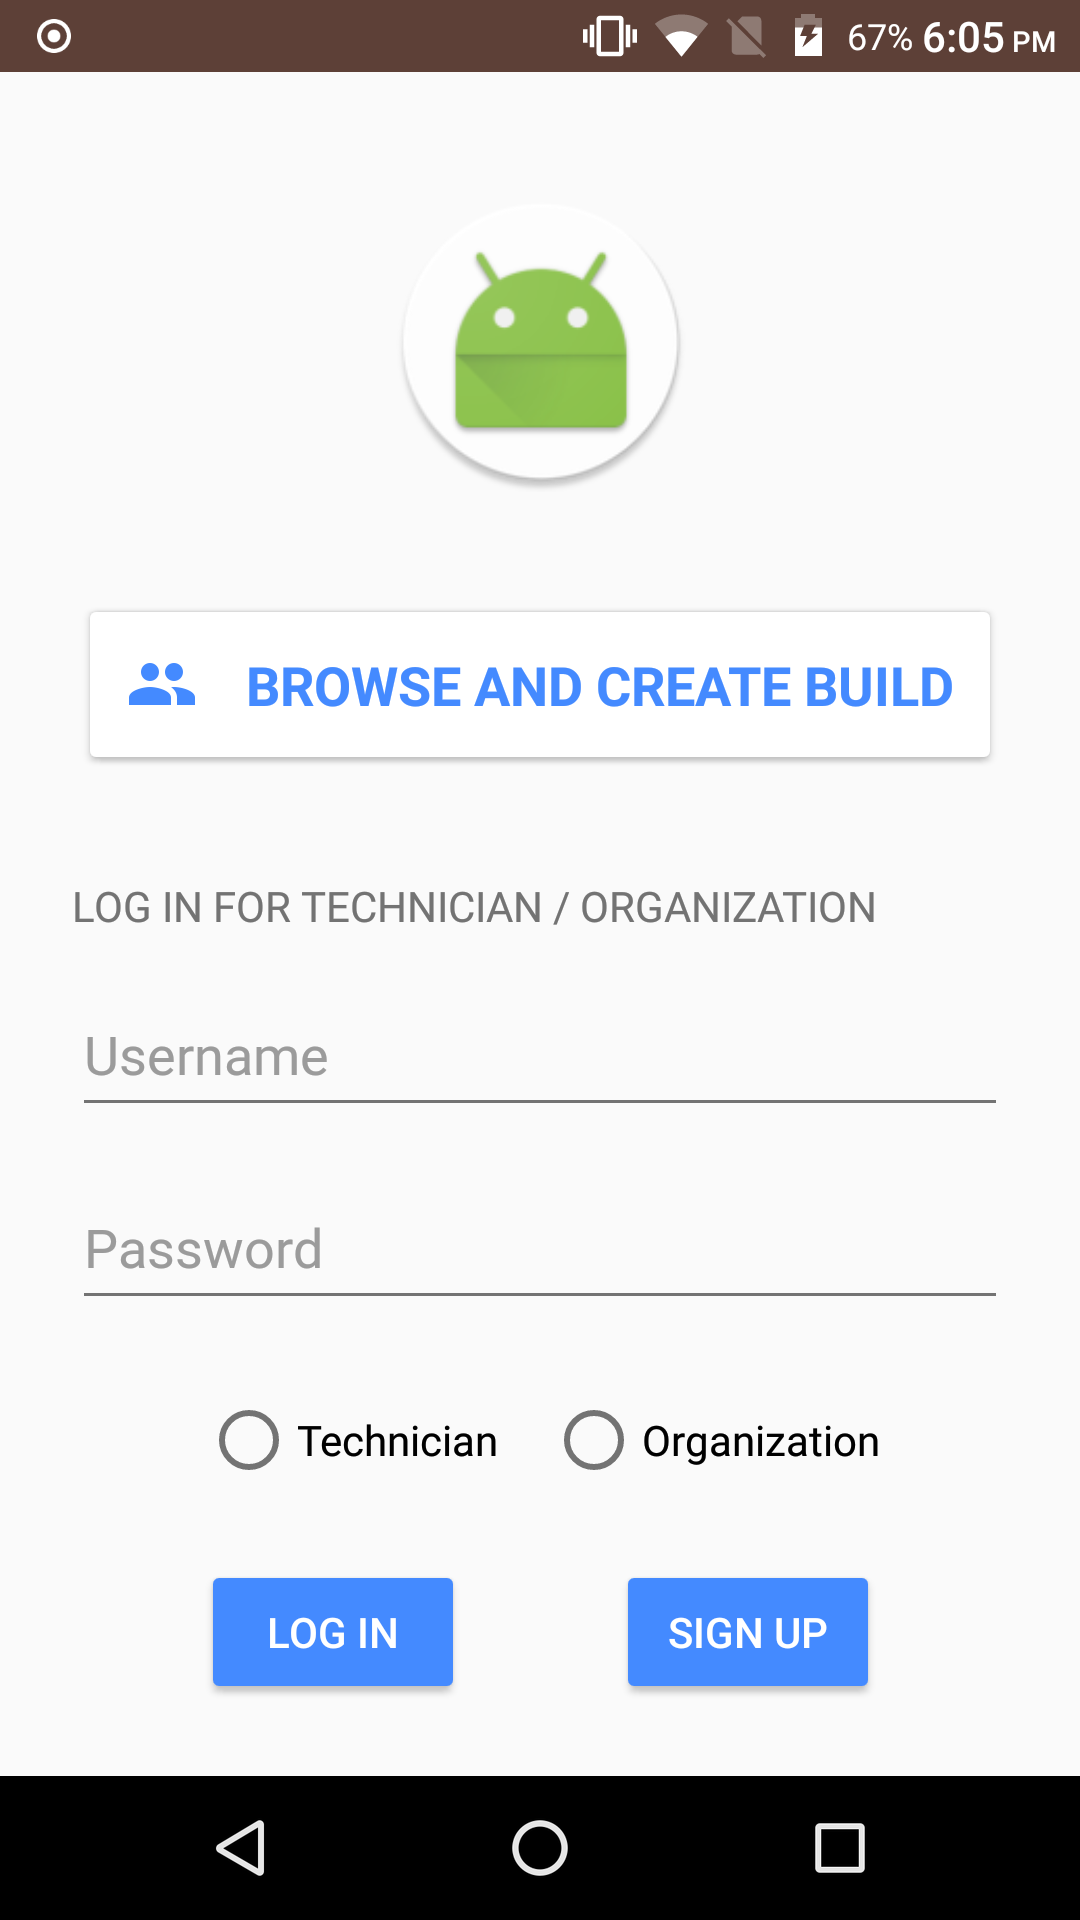 67% 6:05 PM
BROWSE AND CREATE BUILD
LOG IN FOR TECHNICIAN / ORGANIZATION
Username
Password
Technician Organization
LOG IN SIGN UP